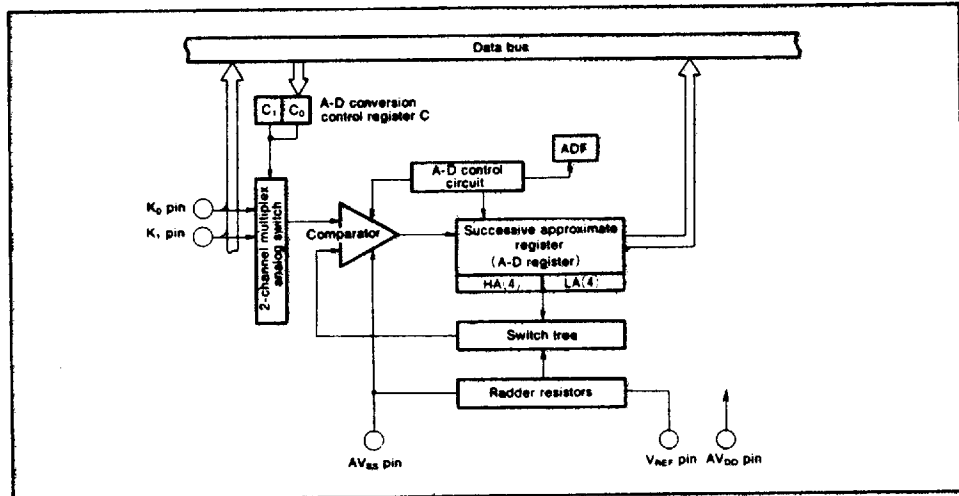 Data bus
C₁ C₀
A-D conversion
control register C
ADF
A-D control
circuit
K₀ pin
K₁ pin
2-channel multiplex
analog switch
Comparator
Successive approximate
register
(A-D register)
HA(4) LA(4)
Switch tree
Radder resistors
AVSS pin
VREF pin
AVDD pin